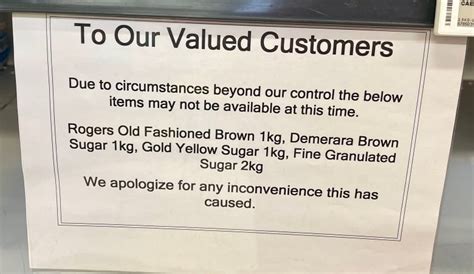 To Our Valued Customers
Due to circumstances beyond our control the below
items may not be available at this time.
Rogers Old Fashioned Brown 1kg, Demerara Brown
Sugar 1kg, Gold Yellow Sugar 1kg, Fine Granulated
Sugar 2kg
We apologize for any inconvenience this has
caused.